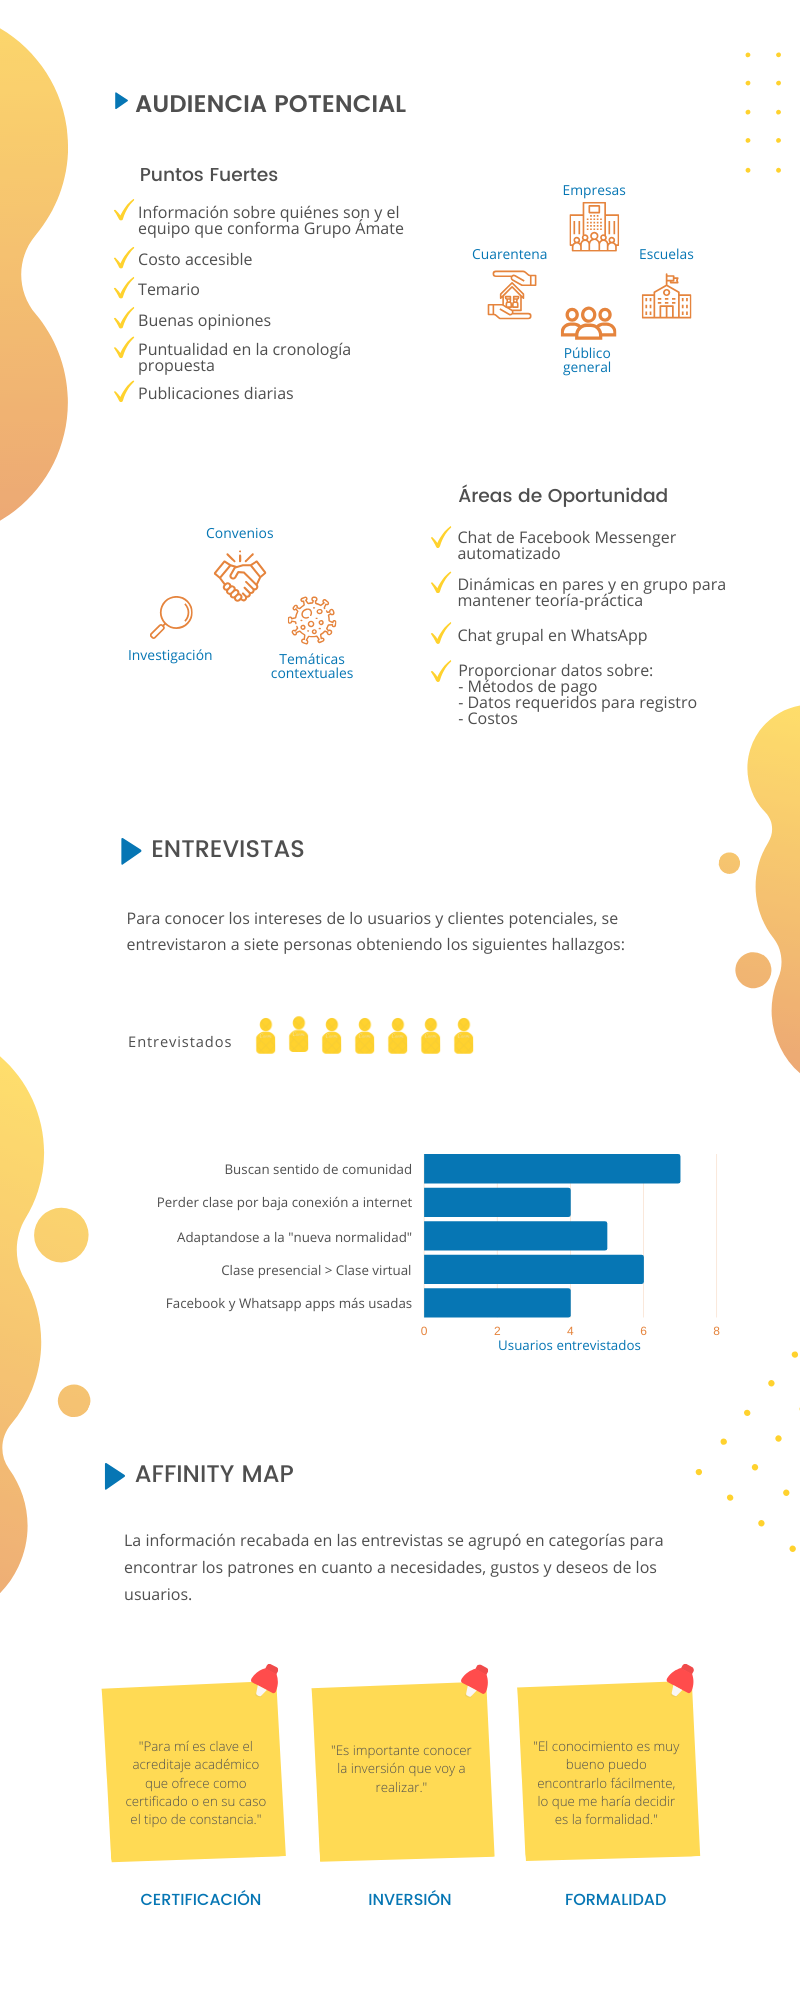 AUDIENCIA POTENCIAL
Puntos Fuertes
Información sobre quiénes son y el
equipo que conforma Grupo Ámate
Costo accesible
Temario
Buenas opiniones
Puntualidad en la cronología
propuesta
Publicaciones diarias
Empresas
Cuarentena
Escuelas
Público
general
Convenios
Investigación
Temáticas
contextuales
Áreas de Oportunidad
Chat de Facebook Messenger
automatizado
Dinámicas en pares y en grupo para
mantener teoría-práctica
Chat grupal en WhatsApp
Proporcionar datos sobre:
- Métodos de pago
- Datos requeridos para registro
- Costos
ENTREVISTAS
Para conocer los intereses de lo usuarios y clientes potenciales, se
entrevistaron a siete personas obteniendo los siguientes hallazgos:
Entrevistados
Buscan sentido de comunidad
Perder clase por baja conexión a internet
Adaptandose a la "nueva normalidad"
Clase presencial > Clase virtual
Facebook y Whatsapp apps más usadas
0 2 4 6 8
Usuarios entrevistados
AFFINITY MAP
La información recabada en las entrevistas se agrupó en categorías para
encontrar los patrones en cuanto a necesidades, gustos y deseos de los
usuarios.
"Para mí es clave el
acreditaje académico
que ofrece como
certificado o en su caso
el tipo de constancia."
"Es importante conocer
la inversión que voy a
realizar."
"El conocimiento es muy
bueno puedo
encontrarlo fácilmente,
lo que me haría decidir
es la formalidad."
CERTIFICACIÓN
INVERSIÓN
FORMALIDAD